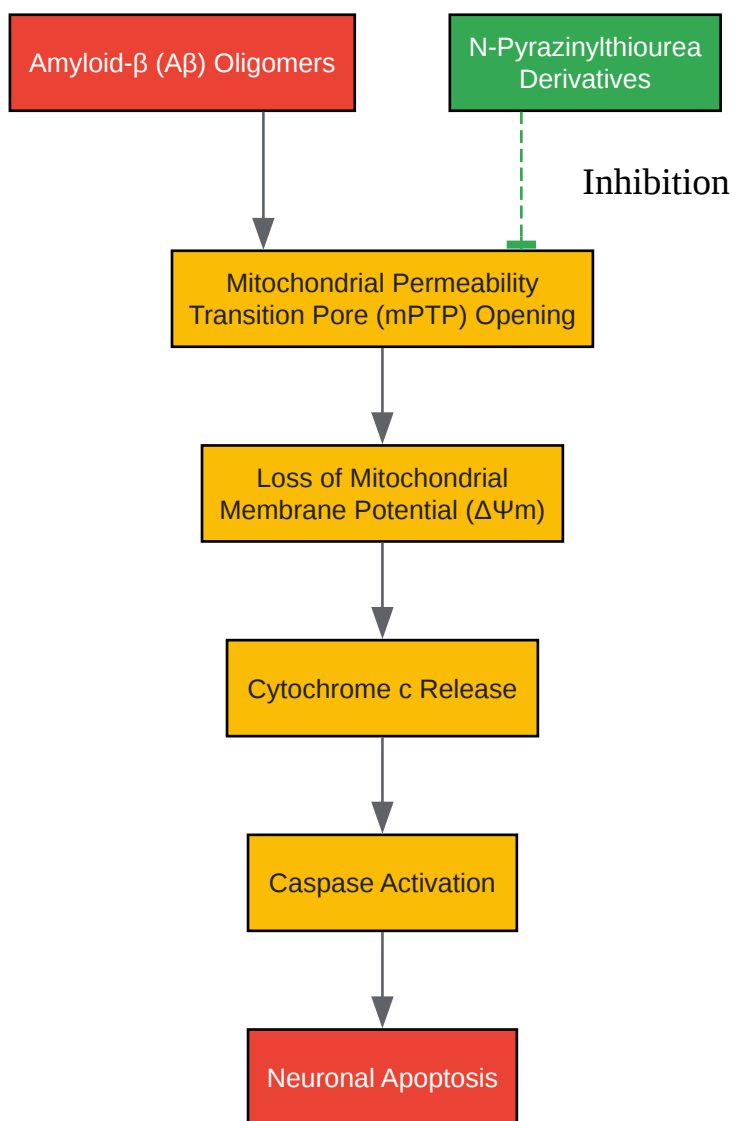 Amyloid-β (Aβ) Oligomers
N-Pyrazinylthiourea
Derivatives
Inhibition
Mitochondrial Permeability
Transition Pore (mPTP) Opening
Loss of Mitochondrial
Membrane Potential (ΔΨm)
Cytochrome c Release
Caspase Activation
Neuronal Apoptosis